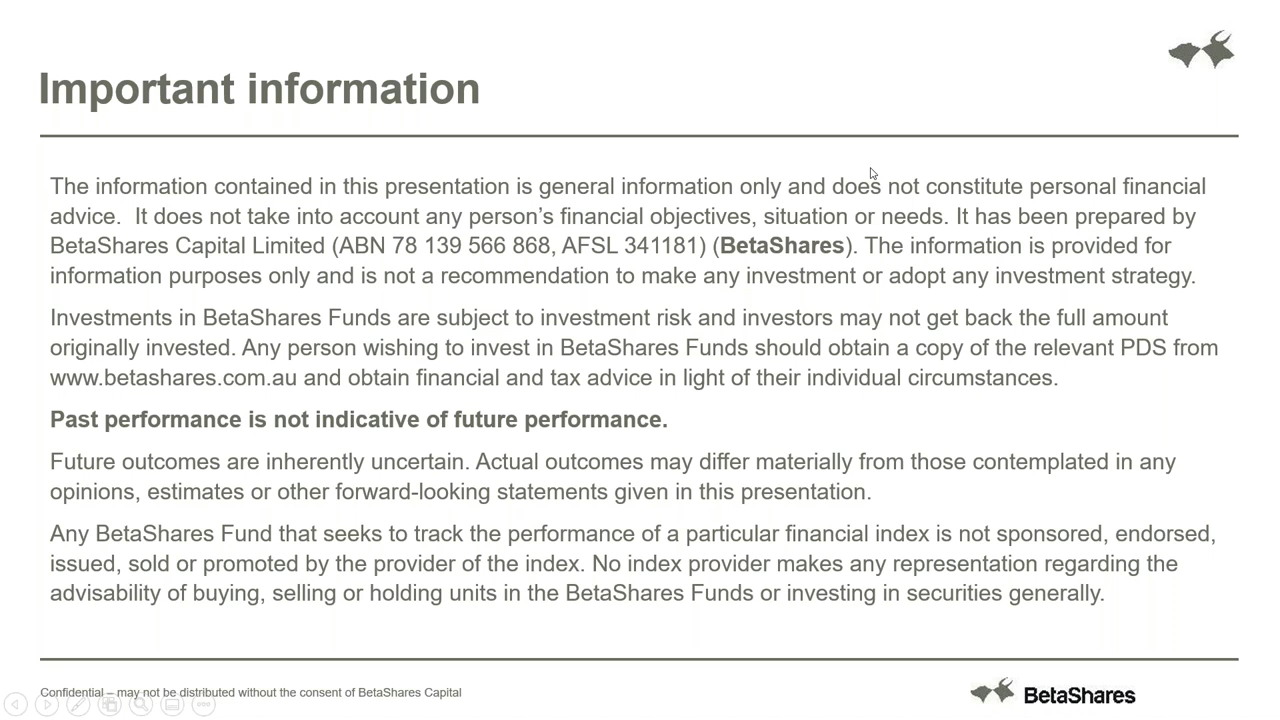 Important information
The information contained in this presentation is general information only and does not constitute personal financial
advice.  It does not take into account any person’s financial objectives, situation or needs. It has been prepared by
BetaShares Capital Limited (ABN 78 139 566 868, AFSL 341181) (BetaShares). The information is provided for
information purposes only and is not a recommendation to make any investment or adopt any investment strategy.
Investments in BetaShares Funds are subject to investment risk and investors may not get back the full amount
originally invested. Any person wishing to invest in BetaShares Funds should obtain a copy of the relevant PDS from
www.betashares.com.au and obtain financial and tax advice in light of their individual circumstances.
Past performance is not indicative of future performance.
Future outcomes are inherently uncertain. Actual outcomes may differ materially from those contemplated in any
opinions, estimates or other forward-looking statements given in this presentation.
Any BetaShares Fund that seeks to track the performance of a particular financial index is not sponsored, endorsed,
issued, sold or promoted by the provider of the index. No index provider makes any representation regarding the
advisability of buying, selling or holding units in the BetaShares Funds or investing in securities generally.
Confidential – may not be distributed without the consent of BetaShares Capital
BetaShares